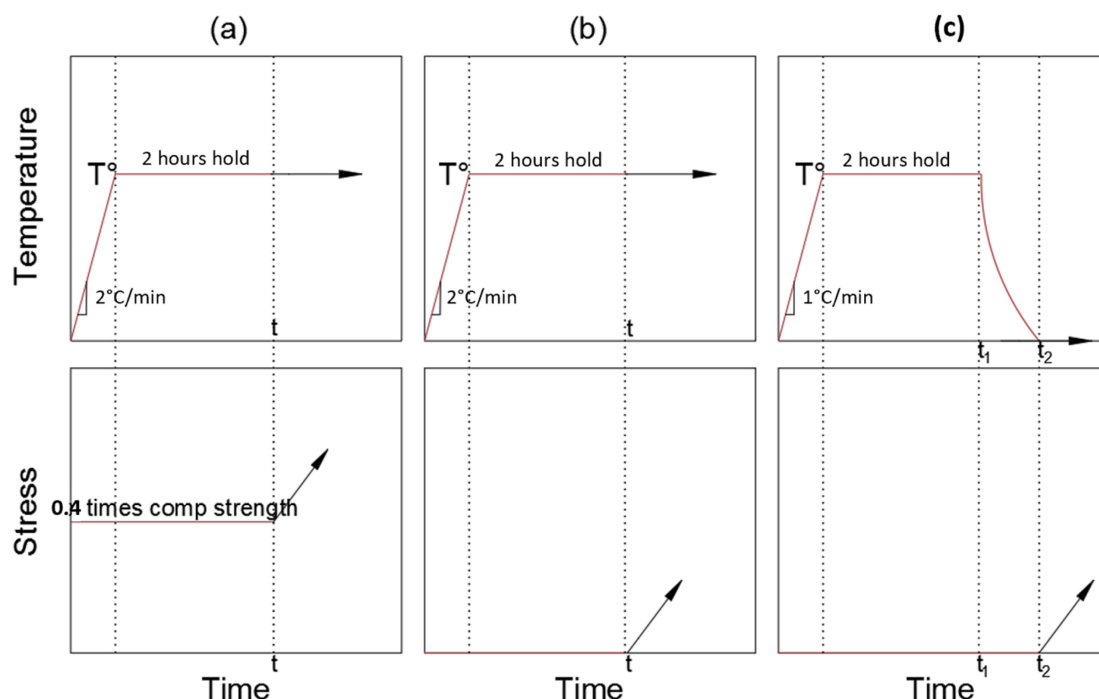 (a) (b) (c)
Temperature
T° 2 hours hold
2°C/min
t
T° 2 hours hold
2°C/min
t
T° 2 hours hold
1°C/min
t₁ t₂
Stress
0.4 times comp strength
t
t
t₁ t₂
Time Time Time